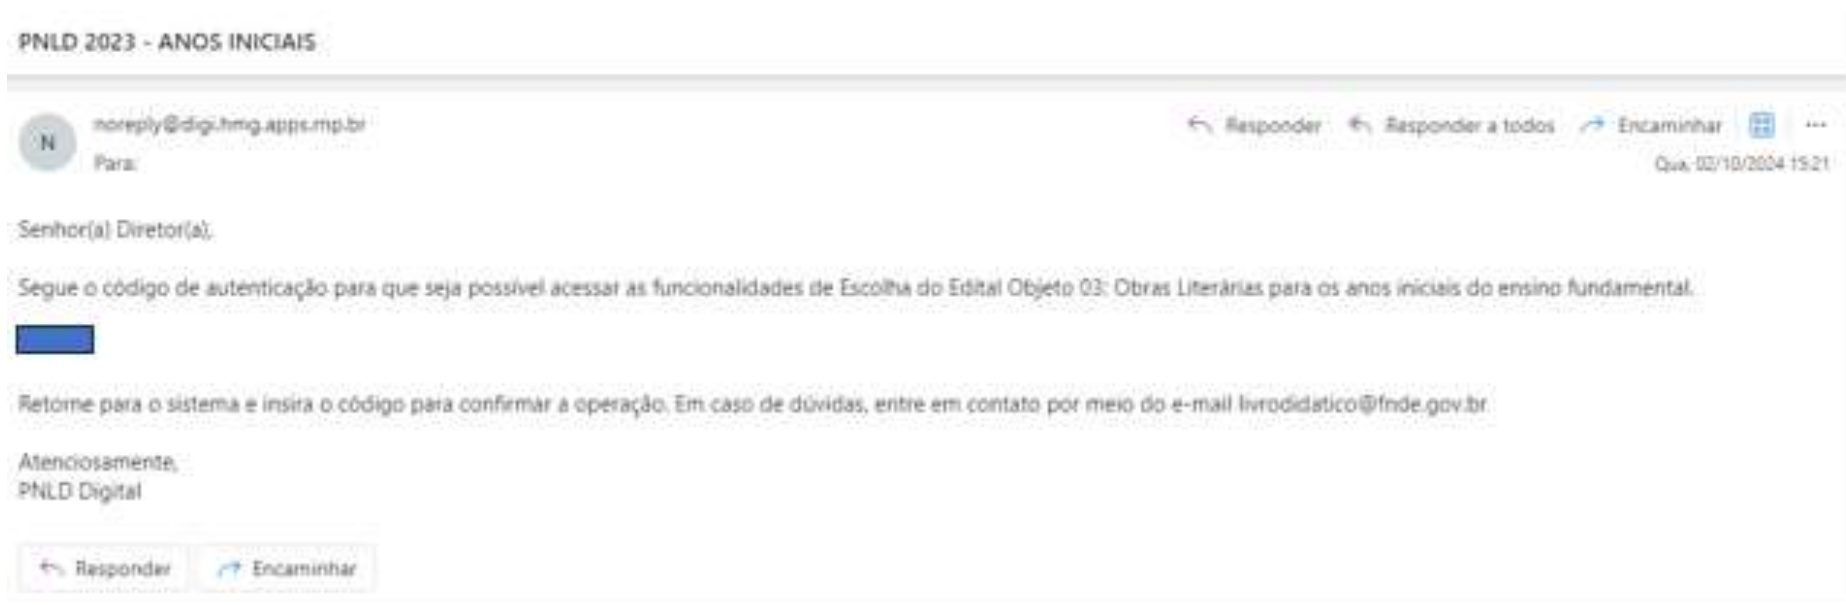 PNLD 2023 - ANOS INICIAIS
N
noreply@digi.hmg.apps.rnp.br
Responder Responder a todos Encaminhar ...
Para:
Qua, 02/10/2024 15:21
Senhor(a) Diretor(a),
Segue o código de autenticação para que seja possível acessar as funcionalidades de Escolha do Edital Objeto 03: Obras Literárias para os anos iniciais do ensino fundamental.
Retorne para o sistema e insira o código para confirmar a operação. Em caso de dúvidas, entre em contato por meio do e-mail livrodidatico@fnde.gov.br
Atenciosamente,
PNLD Digital
Responder Encaminhar